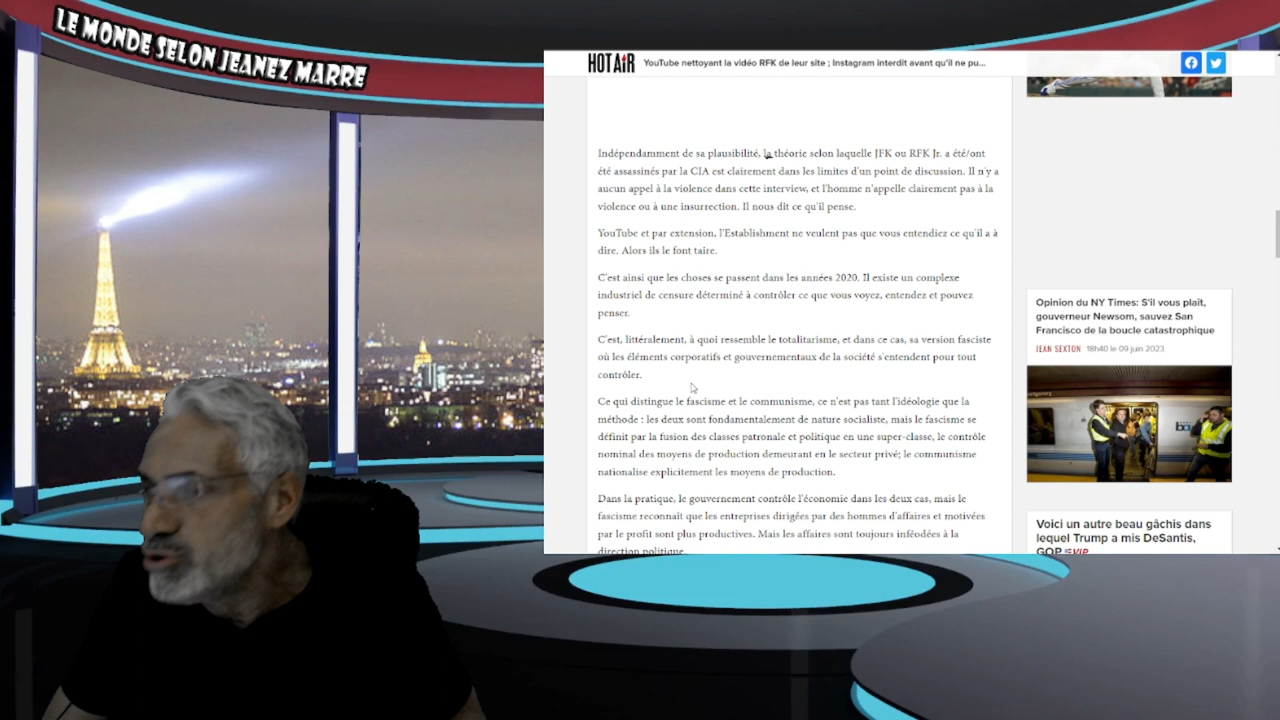 LE MONDE SELON JEANEZ MARRE
HOTAIR
YouTube nettoyant la vidéo RFK de leur site ; Instagram interdit avant qu'il ne pu...
Indépendamment de sa plausibilité, la théorie selon laquelle JFK ou RFK Jr. a été/ont
été assassinés par la CIA est clairement dans les limites d'un point de discussion. Il n'y a
aucun appel à la violence dans cette interview, et l'homme n'appelle clairement pas à la
violence ou à une insurrection. Il nous dit ce qu'il pense.
YouTube et par extension, l'Establishment ne veulent pas que vous entendiez ce qu'il a à
dire. Alors ils le font taire.
C'est ainsi que les choses se passent dans les années 2020. Il existe un complexe
industriel de censure déterminé à contrôler ce que vous voyez, entendez et pouvez
penser.
C'est, littéralement, à quoi ressemble le totalitarisme, et dans ce cas, sa version fasciste
où les éléments corporatifs et gouvernementaux de la société s'entendent pour tout
contrôler.
Ce qui distingue le fascisme et le communisme, ce n'est pas tant l'idéologie que la
méthode : les deux sont fondamentalement de nature socialiste, mais le fascisme se
définit par la fusion des classes patronale et politique en une super-classe, le contrôle
nominal des moyens de production demeurant en le secteur privé; le communisme
nationalise explicitement les moyens de production.
Dans la pratique, le gouvernement contrôle l'économie dans les deux cas, mais le
fascisme reconnaît que les entreprises dirigées par des hommes d'affaires et motivées
par le profit sont plus productives. Mais les affaires sont toujours inféodées à la
direction politique.
Opinion du NY Times: S'il vous plaît,
gouverneur Newsom, sauvez San
Francisco de la boucle catastrophique
JEAN SEXTON 18h40 le 09 juin 2023
Voici un autre beau gâchis dans
lequel Trump a mis DeSantis,
GOP VIP